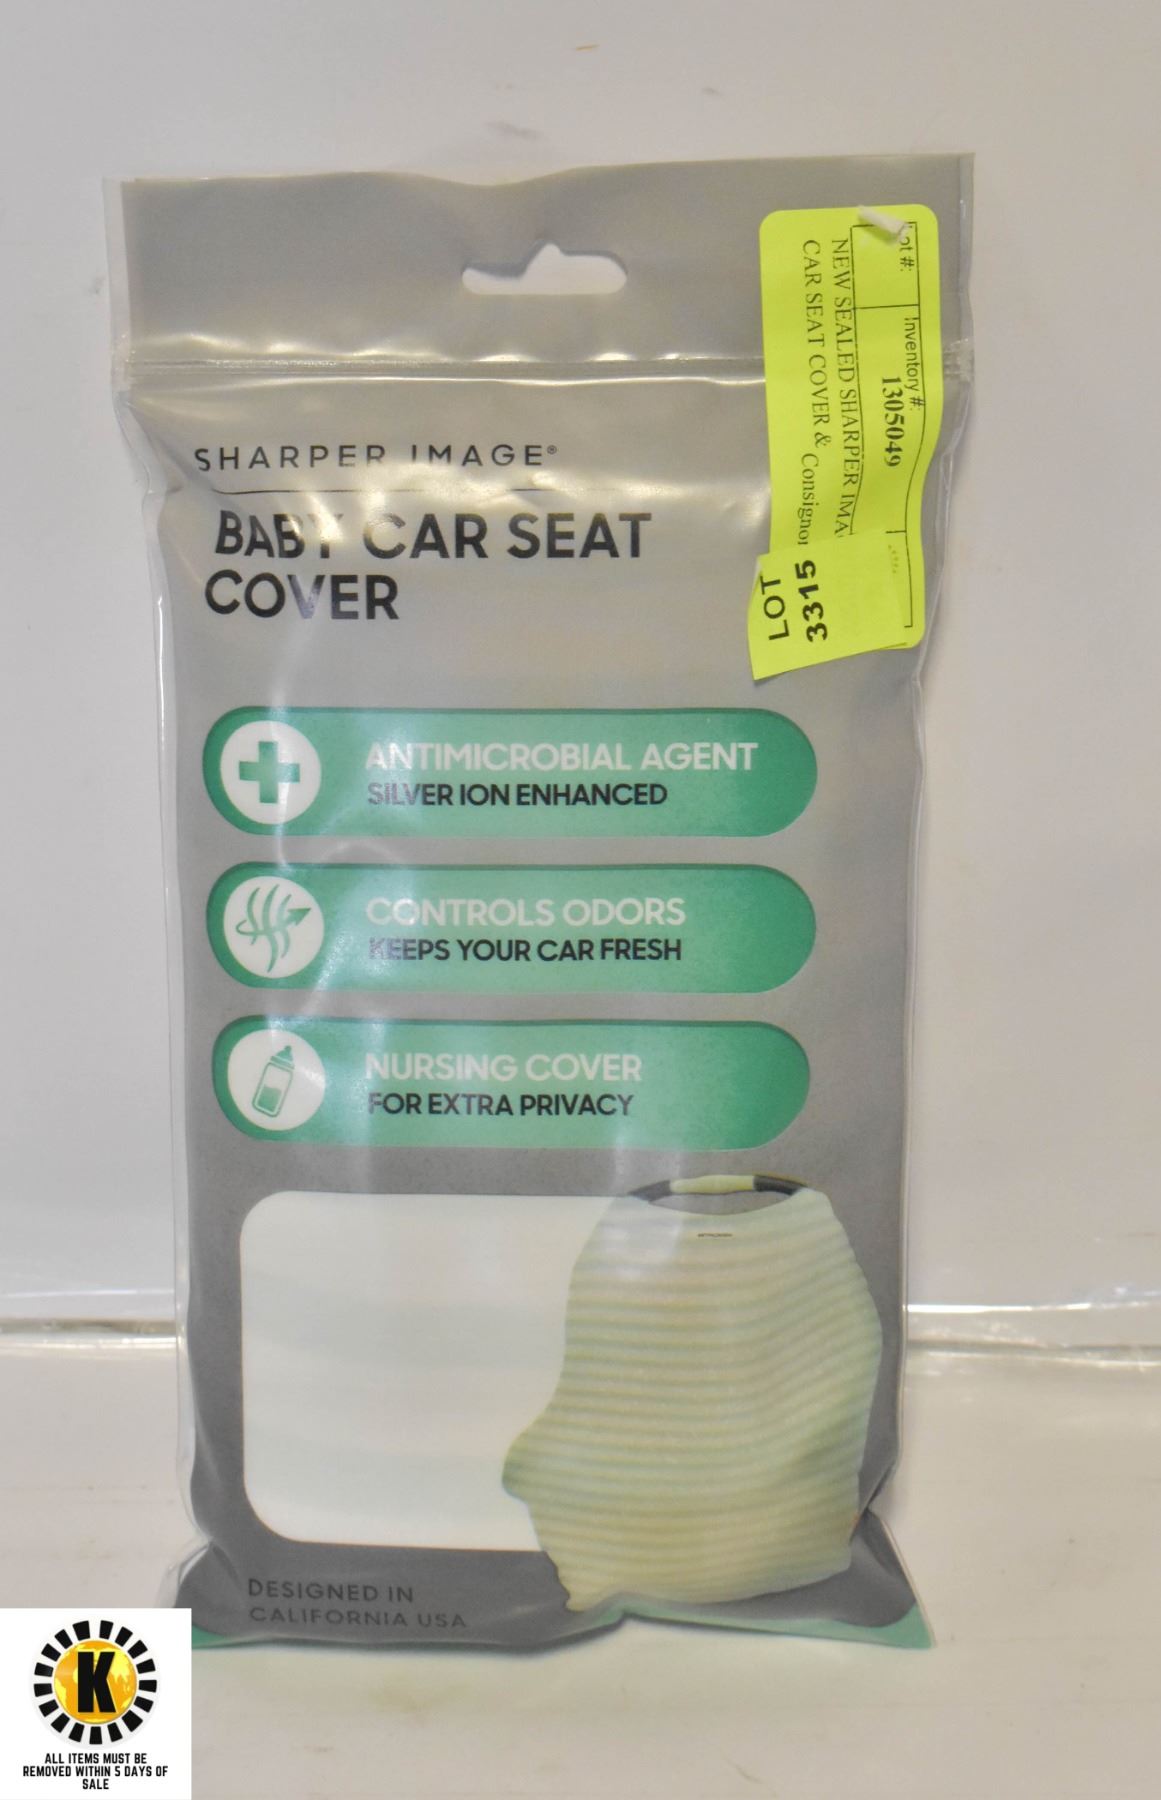 SHARPER IMAGE®
BABY CAR SEAT
COVER
ANTIMICROBIAL AGENT
SILVER ION ENHANCED
CONTROLS ODORS
KEEPS YOUR CAR FRESH
NURSING COVER
FOR EXTRA PRIVACY
DESIGNED IN
CALIFORNIA USA
Lot #:
Inventory #:
1305049
NEW SEALED SHARPER IMA
CAR SEAT COVER & Consignor
LOT
3315
K
ALL ITEMS MUST BE
REMOVED WITHIN 5 DAYS OF
SALE